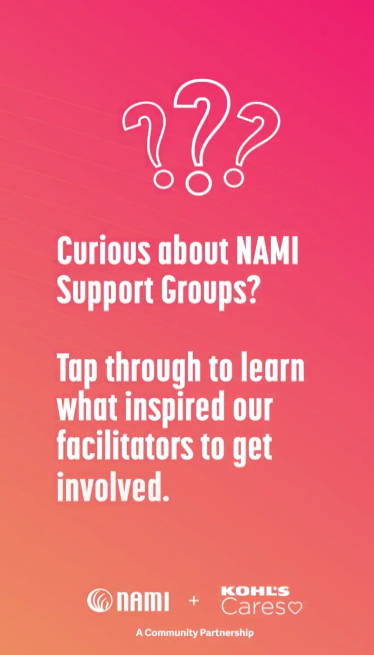 ???
Curious about NAMI
Support Groups?
Tap through to learn
what inspired our
facilitators to get
involved.
NAMI + KOHL'S Cares
A Community Partnership